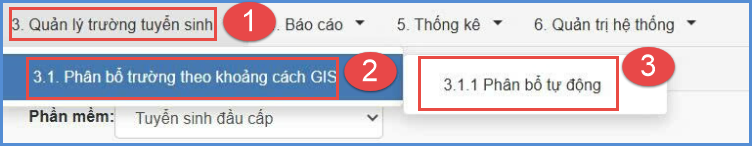 3. Quản lý trường tuyển sinh 1 . Báo cáo 5. Thống kê 6. Quản trị hệ thống
3.1. Phân bổ trường theo khoảng cách GIS 2 3.1.1 Phân bổ tự động 3
Phần mềm: Tuyển sinh đầu cấp